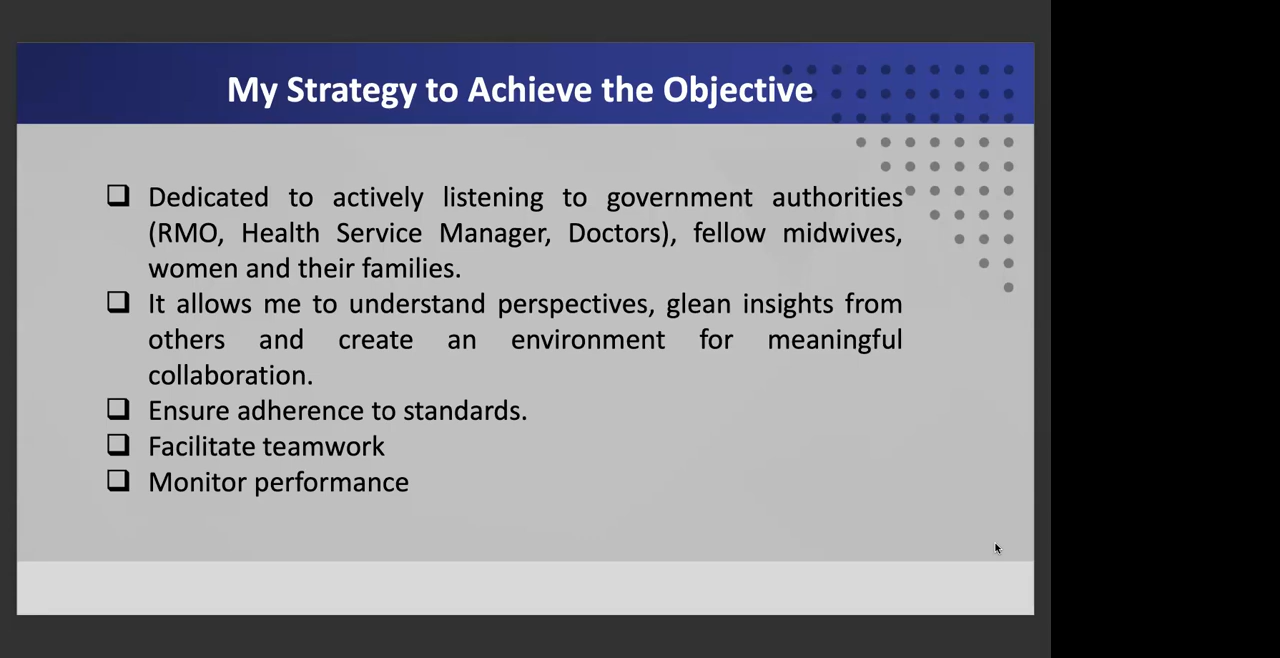 My Strategy to Achieve the Objective
Dedicated to actively listening to government authorities
(RMO, Health Service Manager, Doctors), fellow midwives,
women and their families.
It allows me to understand perspectives, glean insights from
others and create an environment for meaningful
collaboration.
Ensure adherence to standards.
Facilitate teamwork
Monitor performance